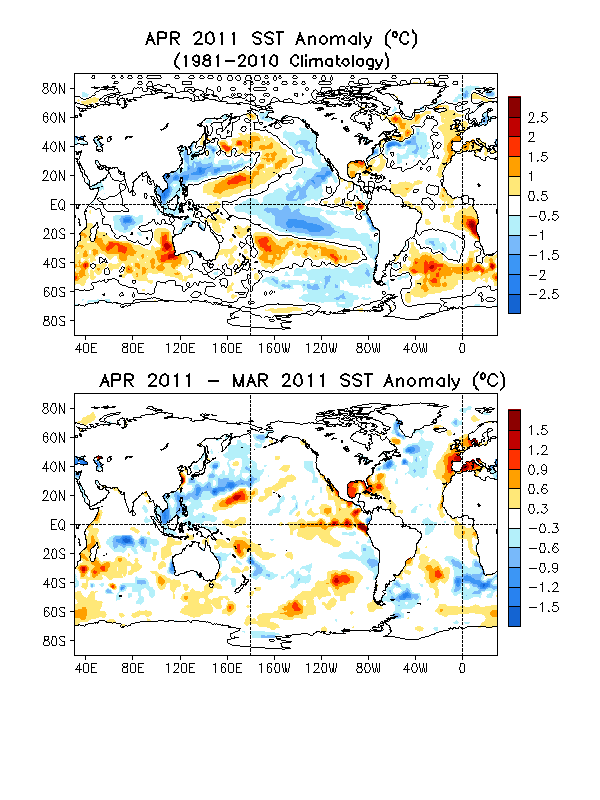 APR 2011 SST Anomaly (°C)
(1981–2010 Climatology)
80N
60N
40N
20N
EQ
20S
40S
60S
80S
40E 80E 120E 160E 160W 120W 80W 40W 0
2.5
2
1.5
1
0.5
−0.5
−1
−1.5
−2
−2.5
APR 2011 – MAR 2011 SST Anomaly (°C)
80N
60N
40N
20N
EQ
20S
40S
60S
80S
40E 80E 120E 160E 160W 120W 80W 40W 0
1.5
1.2
0.9
0.6
0.3
−0.3
−0.6
−0.9
−1.2
−1.5